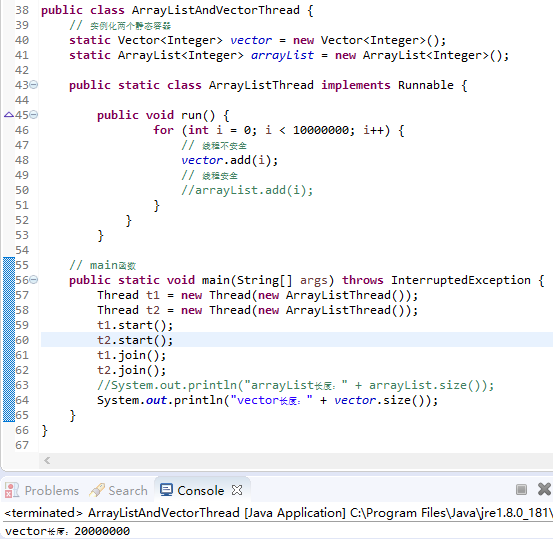 38 public class ArrayListAndVectorThread {
39 // 实例化两个静态容器
40 static Vector<Integer> vector = new Vector<Integer>();
41 static ArrayList<Integer> arrayList = new ArrayList<Integer>();
42
43 public static class ArrayListThread implements Runnable {
44
45 public void run() {
46 for (int i = 0; i < 10000000; i++) {
47 // 线程不安全
48 vector.add(i);
49 // 线程安全
50 //arrayList.add(i);
51 }
52 }
53 }
54
55 // main函数
56 public static void main(String[] args) throws InterruptedException {
57 Thread t1 = new Thread(new ArrayListThread());
58 Thread t2 = new Thread(new ArrayListThread());
59 t1.start();
60 t2.start();
61 t1.join();
62 t2.join();
63 //System.out.println("arrayList长度：" + arrayList.size());
64 System.out.println("vector长度：" + vector.size());
65 }
66 }
67
Problems Search Console
<terminated> ArrayListAndVectorThread [Java Application] C:\Program Files\Java\jre1.8.0_181\
vector长度：20000000